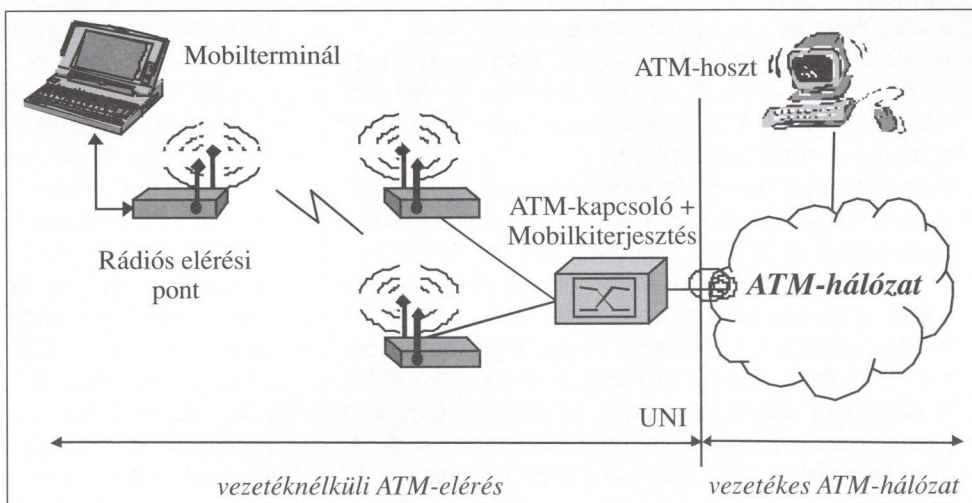 Mobilterminál
ATM-hoszt
ATM-kapcsoló +
Mobilkiterjesztés
Rádiós elérési
pont
ATM-hálózat
UNI
vezetéknélküli ATM-elérés
vezetékes ATM-hálózat